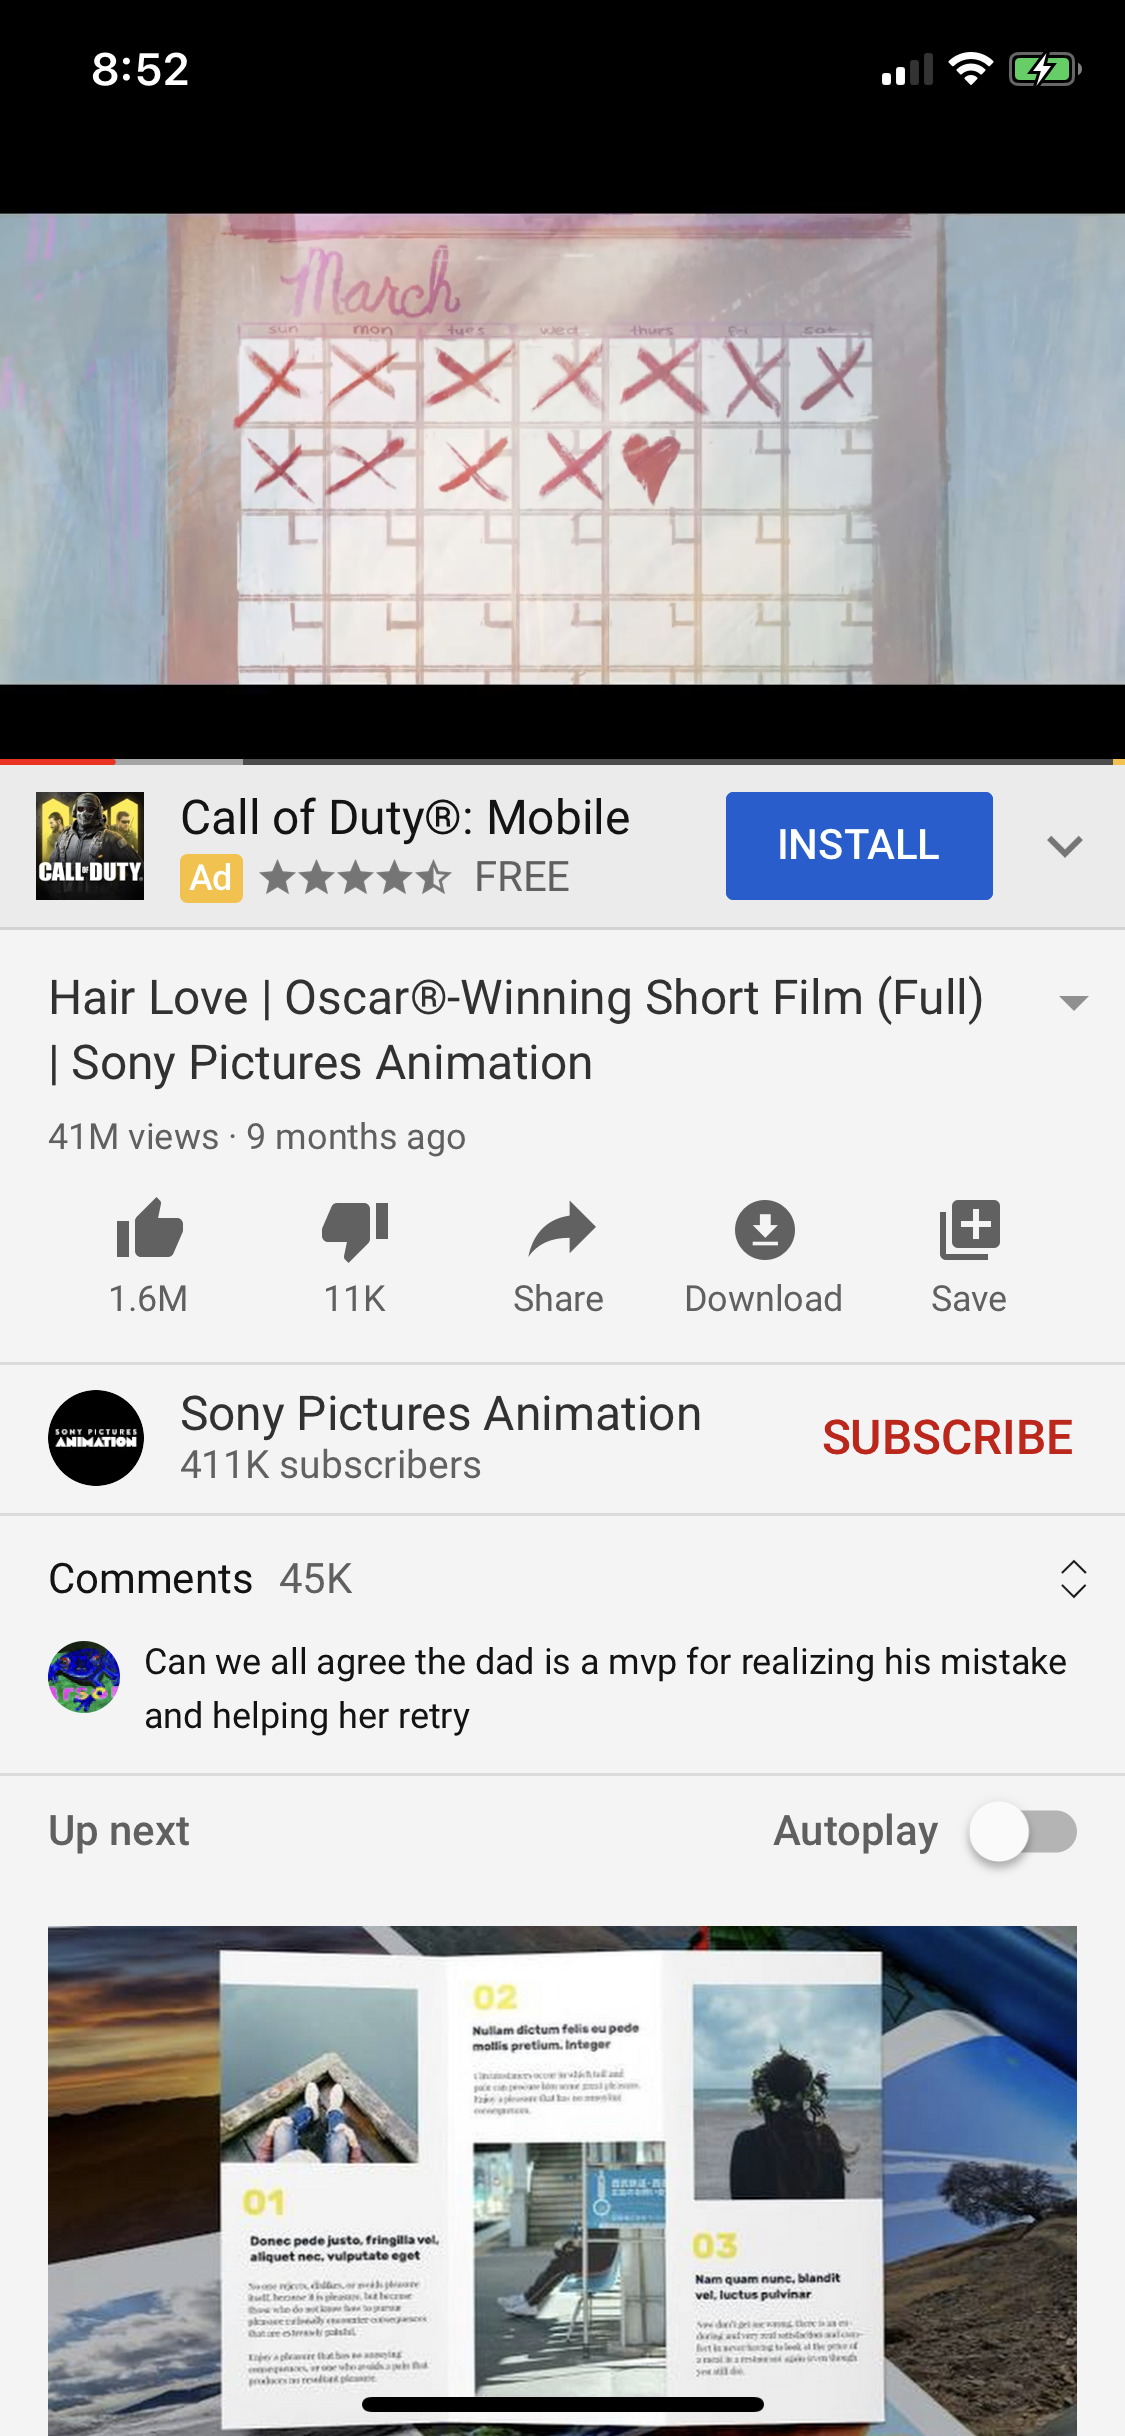 8:52
March
sun mon tues wed thurs fri sat
CALL OF DUTY
Call of Duty®: Mobile
Ad FREE
INSTALL
Hair Love | Oscar®-Winning Short Film (Full)
| Sony Pictures Animation
41M views · 9 months ago
1.6M 11K Share Download Save
SONY PICTURES
ANIMATION
Sony Pictures Animation
411K subscribers
SUBSCRIBE
Comments 45K
Can we all agree the dad is a mvp for realizing his mistake
and helping her retry
Up next
Autoplay
01
Donec pede justo, fringilla vel,
aliquet nec, vulputate eget
02
Nullam dictum felis eu pede
mollis pretium. Integer
03
Nam quam nunc, blandit
vel, luctus pulvinar